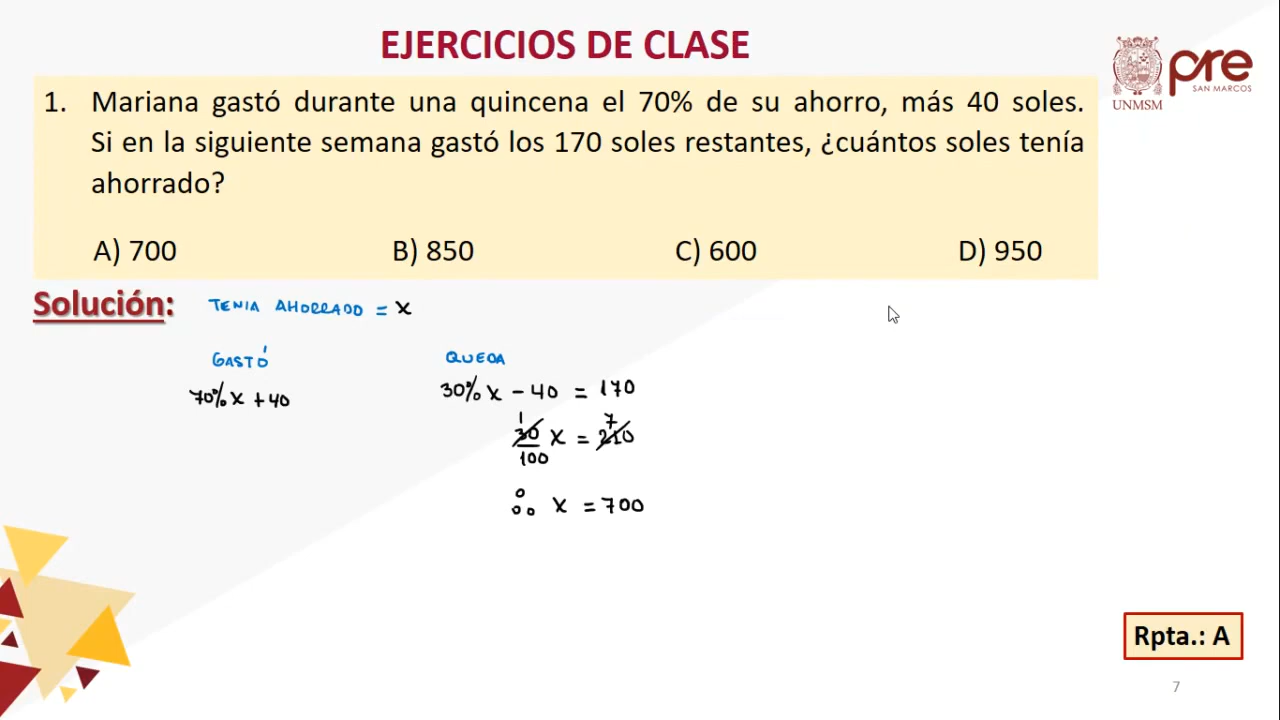 EJERCICIOS DE CLASE
pre
SAN MARCOS
UNMSM
1. Mariana gastó durante una quincena el 70% de su ahorro, más 40 soles.
Si en la siguiente semana gastó los 170 soles restantes, ¿cuántos soles tenía
ahorrado?
A) 700 B) 850 C) 600 D) 950
Solución: TENIA AHORRADO = x
GASTÓ QUEDA
70%x + 40 30%x - 40 = 170
1 7
30/100 x = 210
∴ x = 700
Rpta.: A
7